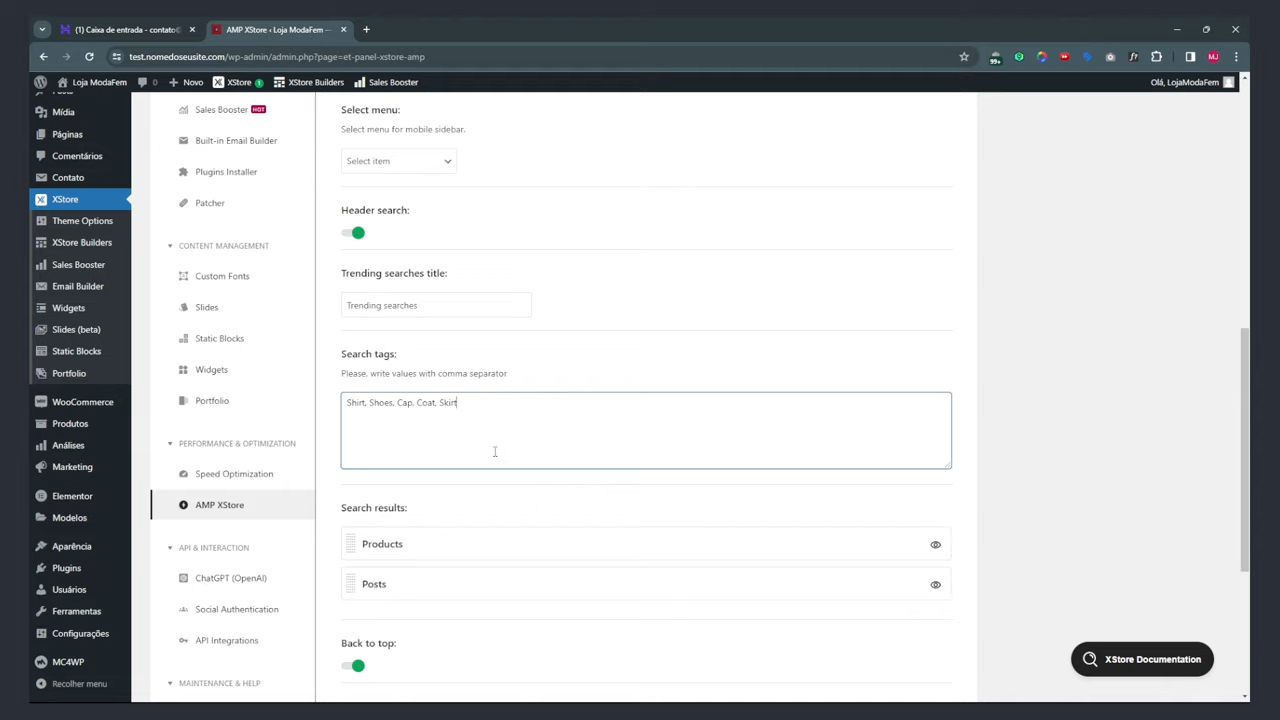 (1) Caixa de entrada - contato@
AMP XStore ‹ Loja ModaFem —
test.nomedoseusite.com/wp-admin/admin.php?page=et-panel-xstore-amp
99+
MJ
Loja ModaFem
0
Novo
XStore 1
XStore Builders
Sales Booster
Olá, LojaModaFem
Mídia
Páginas
Comentários
Contato
XStore
Theme Options
XStore Builders
Sales Booster
Email Builder
Widgets
Slides (beta)
Static Blocks
Portfolio
WooCommerce
Produtos
Análises
Marketing
Elementor
Modelos
Aparência
Plugins
Usuários
Ferramentas
Configurações
MC4WP
Recolher menu
Sales Booster HOT
Built-in Email Builder
Plugins Installer
Patcher
CONTENT MANAGEMENT
Custom Fonts
Slides
Static Blocks
Widgets
Portfolio
PERFORMANCE & OPTIMIZATION
Speed Optimization
AMP XStore
API & INTERACTION
ChatGPT (OpenAI)
Social Authentication
API Integrations
MAINTENANCE & HELP
Select menu:
Select menu for mobile sidebar.
Select item
Header search:
Trending searches title:
Trending searches
Search tags:
Please, write values with comma separator
Shirt, Shoes, Cap, Coat, Skirt
Search results:
Products
Posts
Back to top:
XStore Documentation